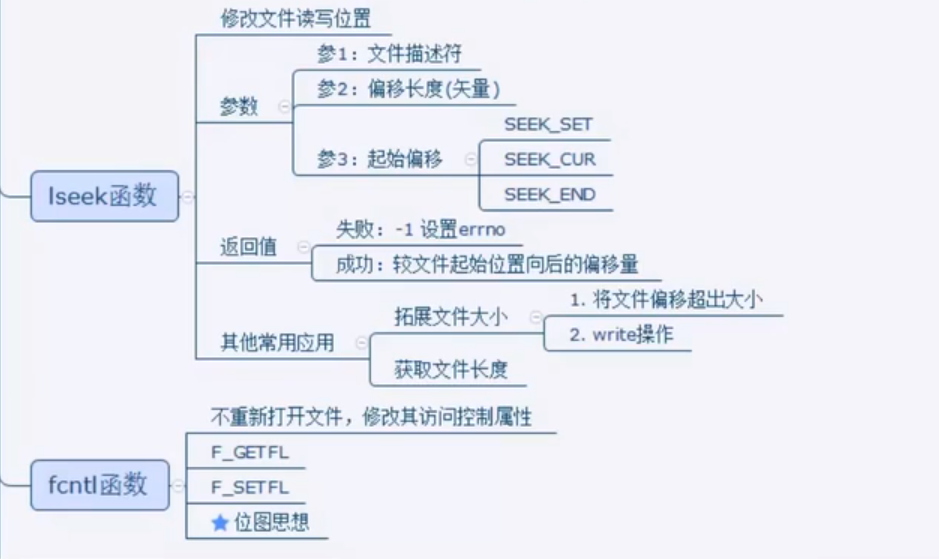 修改文件读写位置
参1：文件描述符
参2：偏移长度(矢量)
参数
SEEK_SET
参3：起始偏移
SEEK_CUR
SEEK_END
lseek函数
失败：-1 设置errno
返回值
成功：较文件起始位置向后的偏移量
1. 将文件偏移超出大小
拓展文件大小
2. write操作
其他常用应用
获取文件长度
不重新打开文件，修改其访问控制属性
F_GETFL
fcntl函数
F_SETFL
位图思想